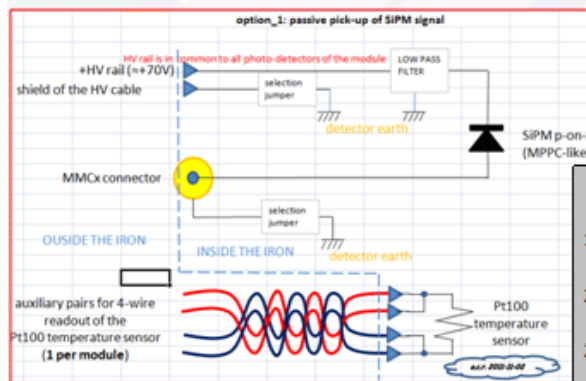 option_1: passive pick-up of SiPM signal
HV rail is in common to all photo-detectors of the module
+HV rail (≈+70V)
LOW PASS
FILTER
shield of the HV cable
selection
jumper
detector earth
SiPM p-on-
(MPPC-like
MMCx connector
selection
jumper
OUSIDE THE IRON
INSIDE THE IRON
detector earth
auxiliary pairs for 4-wire
readout of the
Pt100 temperature sensor
(1 per module)
Pt100
temperature
sensor